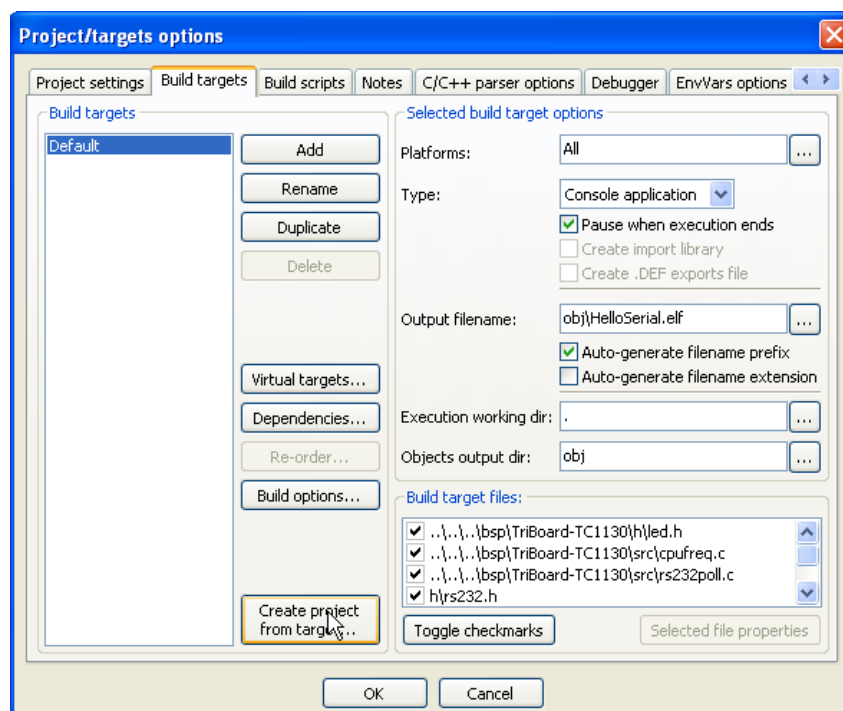 Project/targets options
Project settings
Build targets
Build scripts
Notes
C/C++ parser options
Debugger
EnvVars options
Build targets
Default
Add
Rename
Duplicate
Delete
Virtual targets...
Dependencies...
Re-order...
Build options...
Create project
from target...
Selected build target options
Platforms:
All
...
Type:
Console application
Pause when execution ends
Create import library
Create .DEF exports file
Output filename:
obj\HelloSerial.elf
...
Auto-generate filename prefix
Auto-generate filename extension
Execution working dir:
.
...
Objects output dir:
obj
...
Build target files:
..\..\..\bsp\TriBoard-TC1130\h\led.h
..\..\..\bsp\TriBoard-TC1130\src\cpufreq.c
..\..\..\bsp\TriBoard-TC1130\src\rs232poll.c
h\rs232.h
Toggle checkmarks
Selected file properties
OK
Cancel